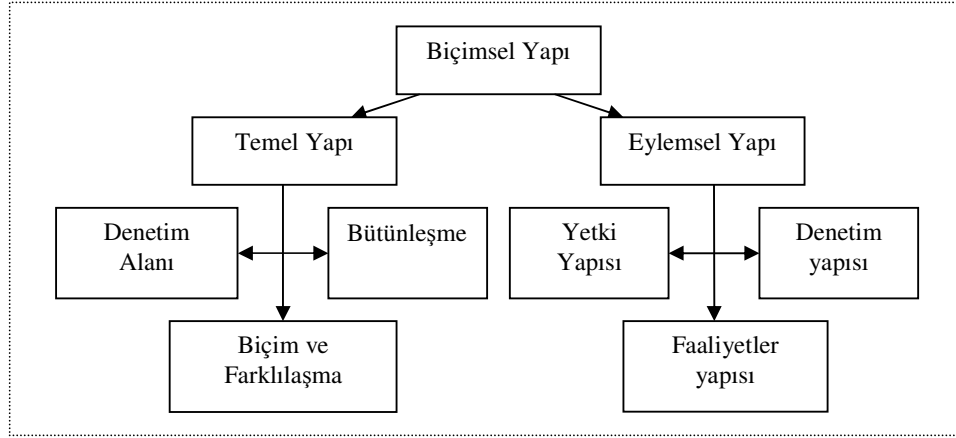 Biçimsel Yapı
Temel Yapı
Eylemsel Yapı
Denetim
Alanı
Bütünleşme
Yetki
Yapısı
Denetim
yapısı
Biçim ve
Farklılaşma
Faaliyetler
yapısı